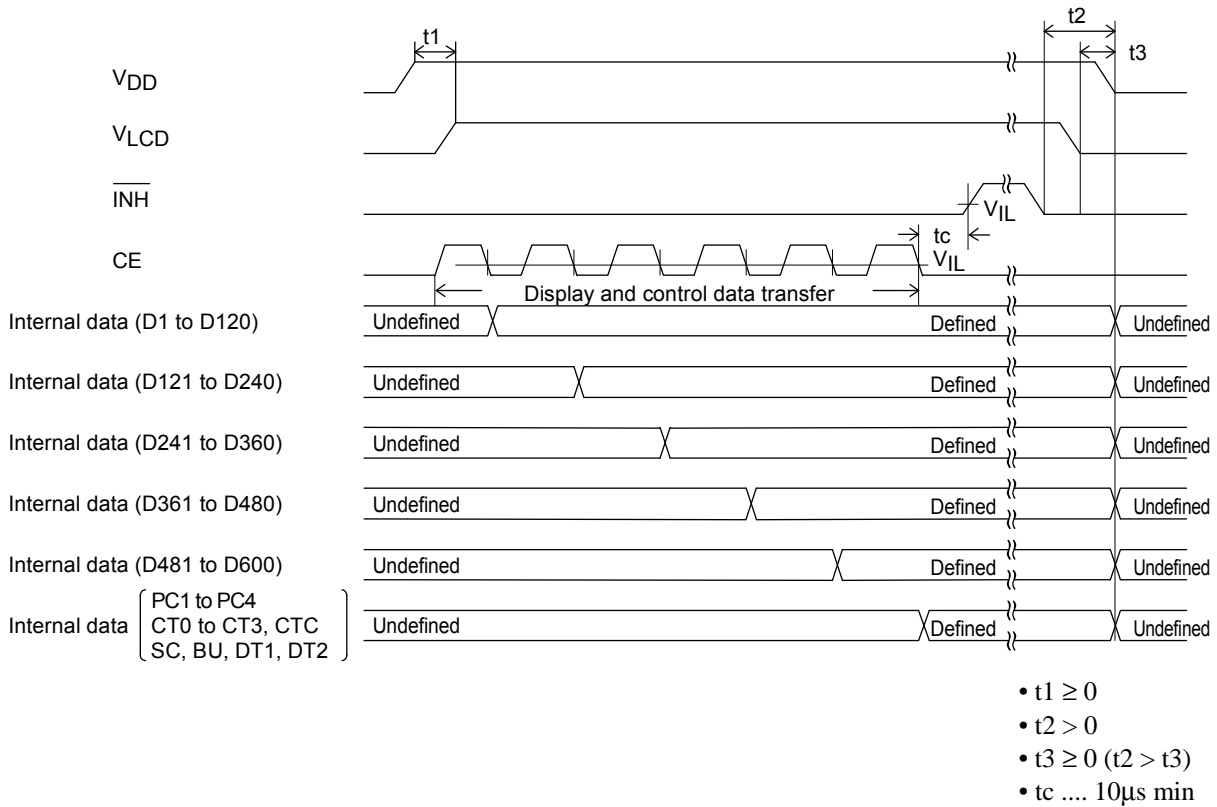 t1
t2
t3
VDD
VLCD
INH
VIL
tc
CE
VIL
Display and control data transfer
Internal data (D1 to D120)
Undefined
Defined
Undefined
Internal data (D121 to D240)
Undefined
Defined
Undefined
Internal data (D241 to D360)
Undefined
Defined
Undefined
Internal data (D361 to D480)
Undefined
Defined
Undefined
Internal data (D481 to D600)
Undefined
Defined
Undefined
Internal data
PC1 to PC4
CT0 to CT3, CTC
SC, BU, DT1, DT2
Undefined
Defined
Undefined
• t1 ≥ 0
• t2 > 0
• t3 ≥ 0 (t2 > t3)
• tc .... 10μs min